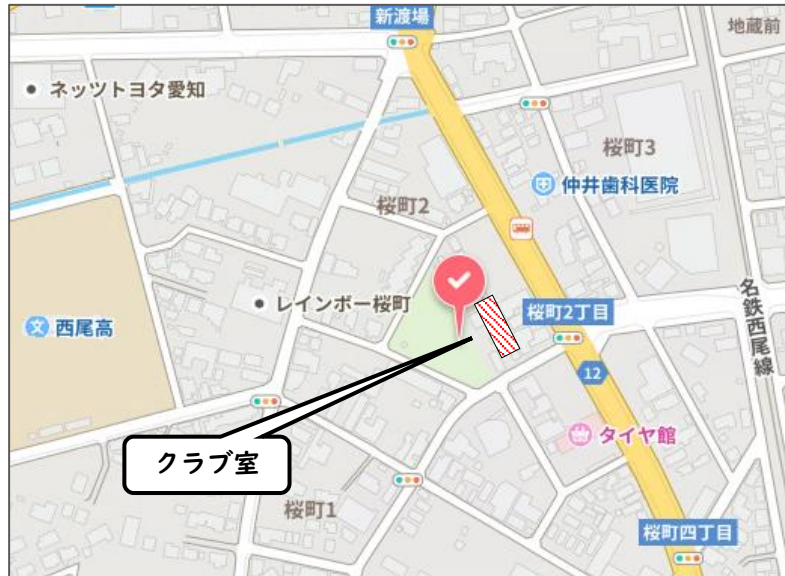 新渡場
地蔵前
ネッツトヨタ愛知
桜町3
仲井歯科医院
桜町2
レインボー桜町
桜町2丁目
名鉄西尾線
文
西尾高
12
タイヤ館
クラブ室
桜町1
桜町四丁目